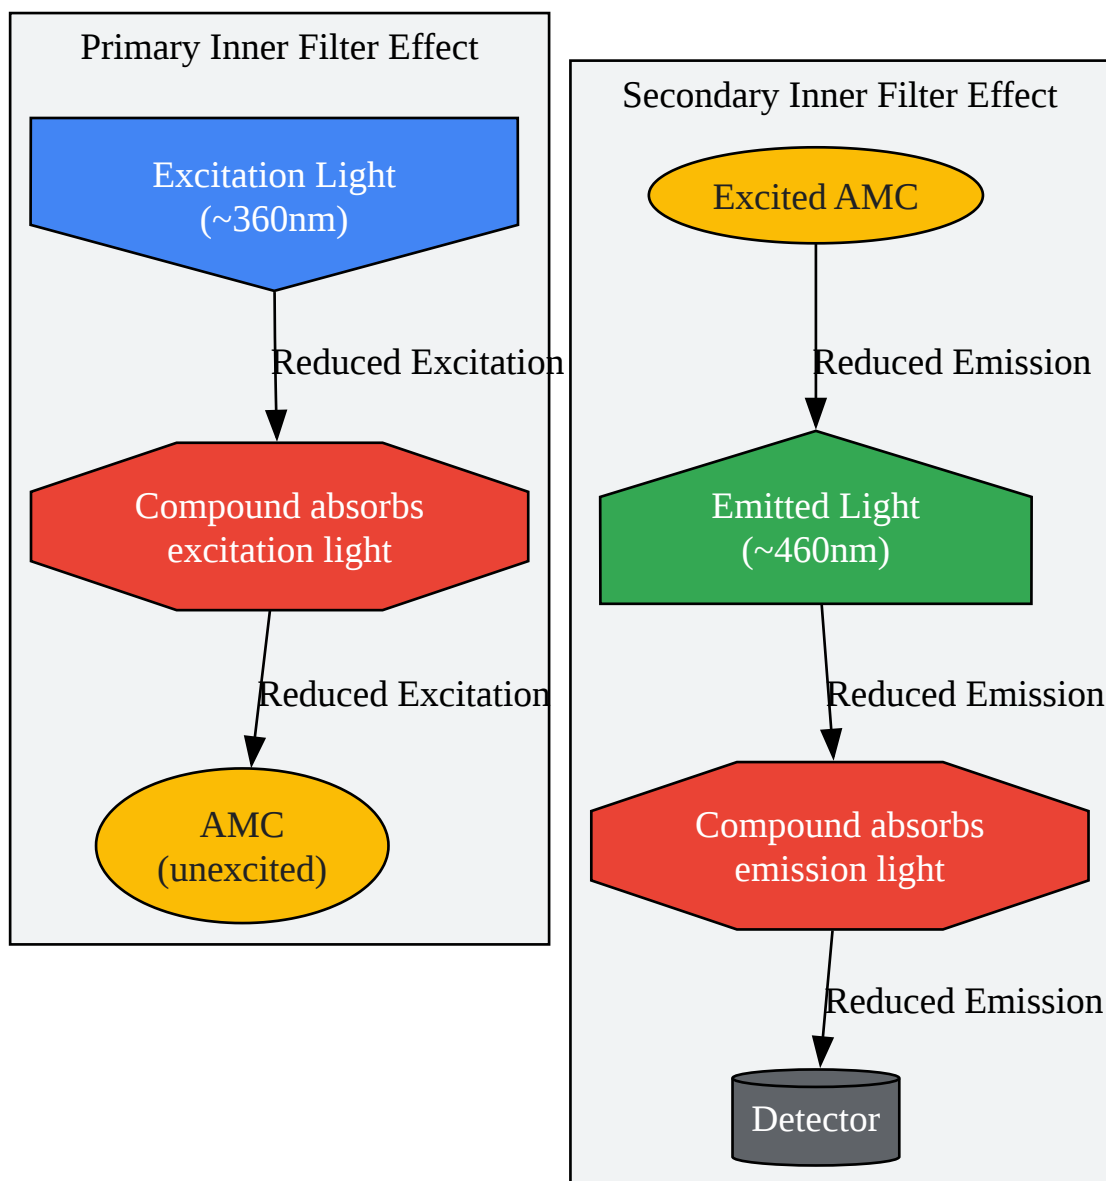 Primary Inner Filter Effect
Excitation Light
(~360nm)
Reduced Excitation
Compound absorbs
excitation light
Reduced Excitation
AMC
(unexcited)
Secondary Inner Filter Effect
Excited AMC
Reduced Emission
Emitted Light
(~460nm)
Reduced Emission
Compound absorbs
emission light
Reduced Emission
Detector